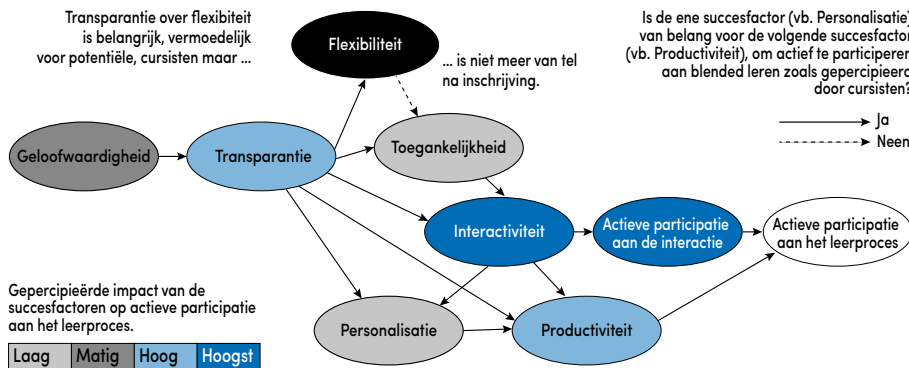 Transparantie over flexibiteit
is belangrijk, vermoedelijk
voor potentiële, cursisten maar ...
Flexibiliteit
... is niet meer van tel
na inschrijving.
Is de ene succesfactor (vb. Personalisatie)
van belang voor de volgende succesfactor
(vb. Productiviteit), om actief te participeren
aan blended leren zoals gepercipieerd
door cursisten?
Ja
Neen
Geloofwaardigheid
Transparantie
Toegankelijkheid
Interactiviteit
Actieve participatie
aan de interactie
Actieve participatie
aan het leerproces
Personalisatie
Productiviteit
Gepercipieërde impact van de
succesfactoren op actieve participatie
aan het leerproces.
Laag Matig Hoog Hoogst